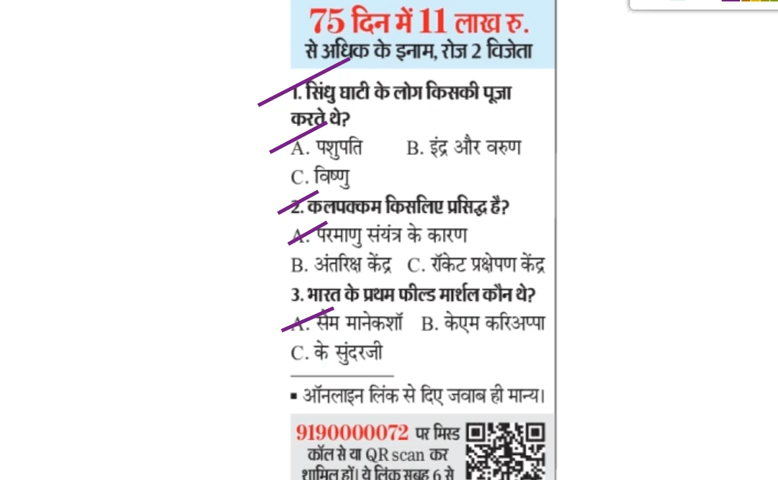 75 दिन में 11 लाख रु.
से अधिक के इनाम, रोज 2 विजेता
1. सिंधु घाटी के लोग किसकी पूजा
करते थे?
A. पशुपति B. इंद्र और वरुण
C. विष्णु
2. कलपक्कम किसलिए प्रसिद्ध है?
A. परमाणु संयंत्र के कारण
B. अंतरिक्ष केंद्र C. रॉकेट प्रक्षेपण केंद्र
3. भारत के प्रथम फील्ड मार्शल कौन थे?
A. सैम मानेकशॉ B. केएम करिअप्पा
C. के सुंदरजी
▪ ऑनलाइन लिंक से दिए जवाब ही मान्य।
9190000072 पर मिस्ड
कॉल से या QR scan कर
शामिल हों। ये लिंक सुबह 6 से